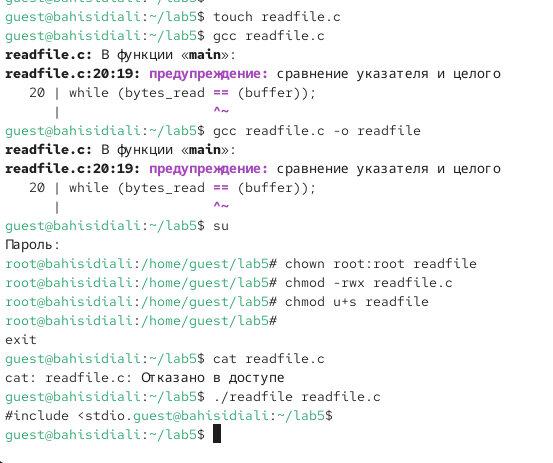 guest@bahisidiali:~/lab5$ touch readfile.c
guest@bahisidiali:~/lab5$ gcc readfile.c
readfile.c: В функции «main»:
readfile.c:20:19: предупреждение: сравнение указателя и целого
   20 | while (bytes_read == (buffer));
      |                   ^~
guest@bahisidiali:~/lab5$ gcc readfile.c -o readfile
readfile.c: В функции «main»:
readfile.c:20:19: предупреждение: сравнение указателя и целого
   20 | while (bytes_read == (buffer));
      |                   ^~
guest@bahisidiali:~/lab5$ su
Пароль:
root@bahisidiali:/home/guest/lab5# chown root:root readfile
root@bahisidiali:/home/guest/lab5# chmod -rwx readfile.c
root@bahisidiali:/home/guest/lab5# chmod u+s readfile
root@bahisidiali:/home/guest/lab5#
exit
guest@bahisidiali:~/lab5$ cat readfile.c
cat: readfile.c: Отказано в доступе
guest@bahisidiali:~/lab5$ ./readfile readfile.c
#include <stdio.guest@bahisidiali:~/lab5$
guest@bahisidiali:~/lab5$